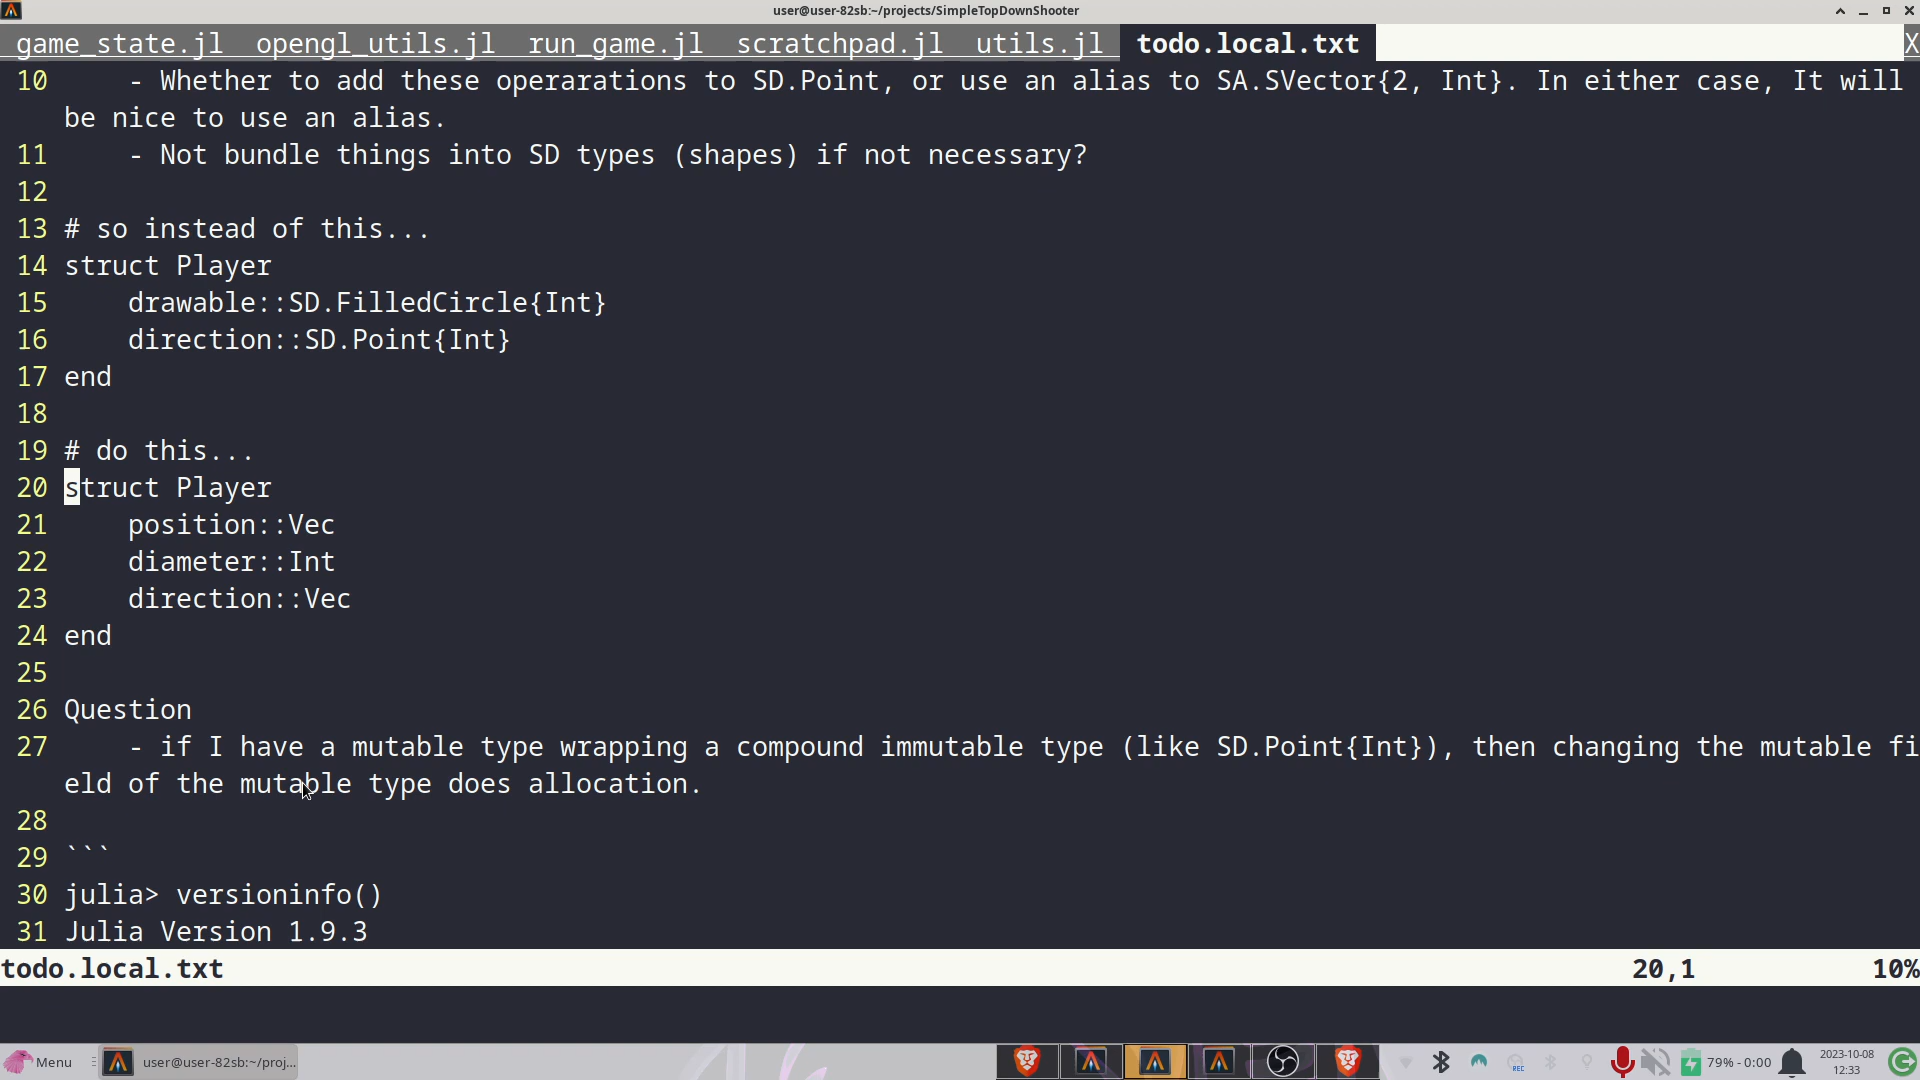 user@user-82sb:~/projects/SimpleTopDownShooter
game_state.jl opengl_utils.jl run_game.jl scratchpad.jl utils.jl todo.local.txt X
10 - Whether to add these operarations to SD.Point, or use an alias to SA.SVector{2, Int}. In either case, It will
be nice to use an alias.
11 - Not bundle things into SD types (shapes) if not necessary?
12
13 # so instead of this...
14 struct Player
15 drawable::SD.FilledCircle{Int}
16 direction::SD.Point{Int}
17 end
18
19 # do this...
20 struct Player
21 position::Vec
22 diameter::Int
23 direction::Vec
24 end
25
26 Question
27 - if I have a mutable type wrapping a compound immutable type (like SD.Point{Int}), then changing the mutable fi
eld of the mutable type does allocation.
28
29 ```
30 julia> versioninfo()
31 Julia Version 1.9.3
todo.local.txt 20,1 10%
Menu user@user-82sb:~/proj... REC 79% - 0:00 2023-10-08
12:33